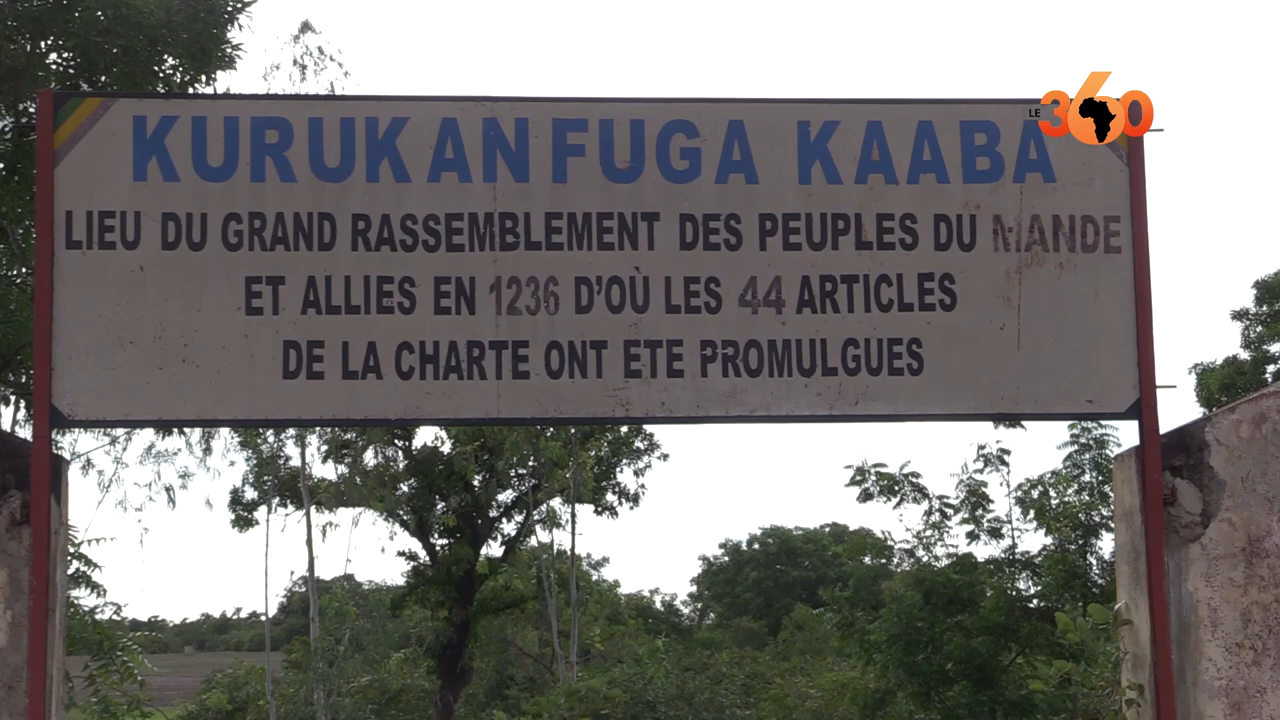 LE 360
KURUKANFUGA KAABA
LIEU DU GRAND RASSEMBLEMENT DES PEUPLES DU MANDE
ET ALLIES EN 1236 D'OÙ LES 44 ARTICLES
DE LA CHARTE ONT ETE PROMULGUES